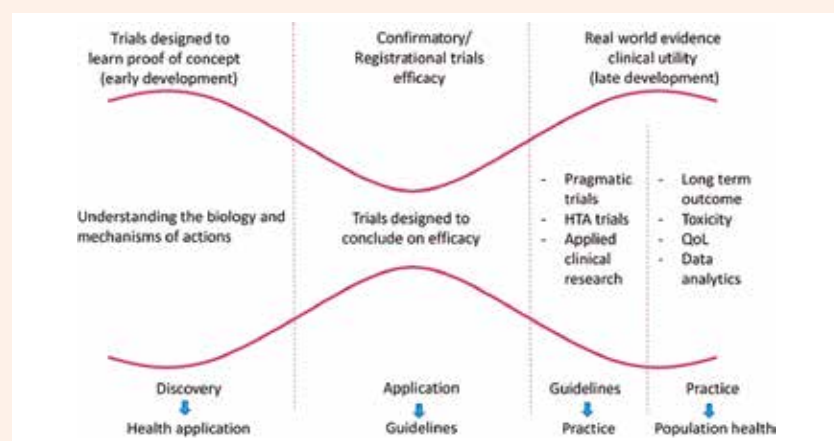 Trials designed to
learn proof of concept
(early development)
Confirmatory/
Registrational trials
efficacy
Real world evidence
clinical utility
(late development)
Understanding the biology and
mechanisms of actions
Trials designed to
conclude on efficacy
- Pragmatic
trials
- HTA trials
- Applied
clinical
research
- Long term
outcome
- Toxicity
- QoL
- Data
analytics
Discovery
Health application
Application
Guidelines
Guidelines
Practice
Practice
Population health